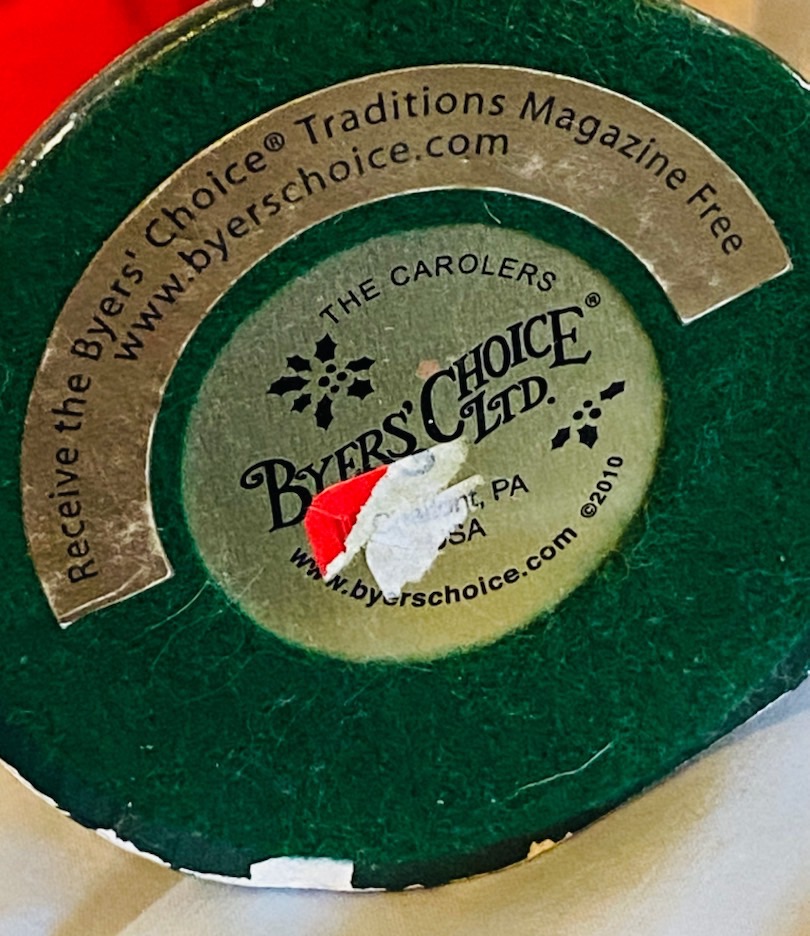 Receive the Byers' Choice® Traditions Magazine Free
www.byerschoice.com
THE CAROLERS
BYERS' CHOICE®
LTD.
PA
www.byerschoice.com ©2010